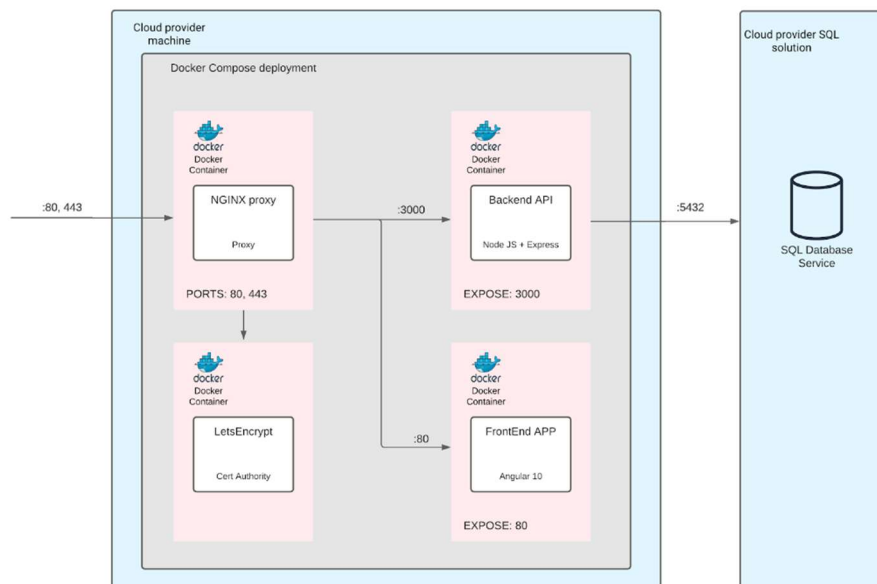 Cloud provider
machine
Docker Compose deployment
Cloud provider SQL
solution
:80, 443
docker
Docker
Container
NGINX proxy
Proxy
PORTS: 80, 443
:3000
docker
Docker
Container
Backend API
Node JS + Express
EXPOSE: 3000
:5432
SQL Database
Service
docker
Docker
Container
LetsEncrypt
Cert Authority
:80
docker
Docker
Container
FrontEnd APP
Angular 10
EXPOSE: 80